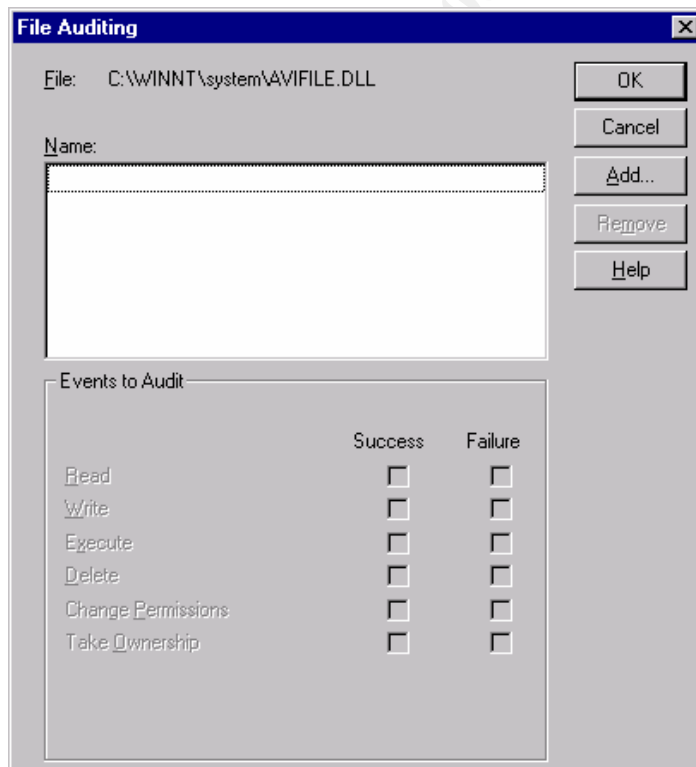 File Auditing
File: C:\WINNT\system\AVIFILE.DLL
OK
Cancel
Name:
Add...
Remove
Help
Events to Audit
Success Failure
Read
Write
Execute
Delete
Change Permissions
Take Ownership